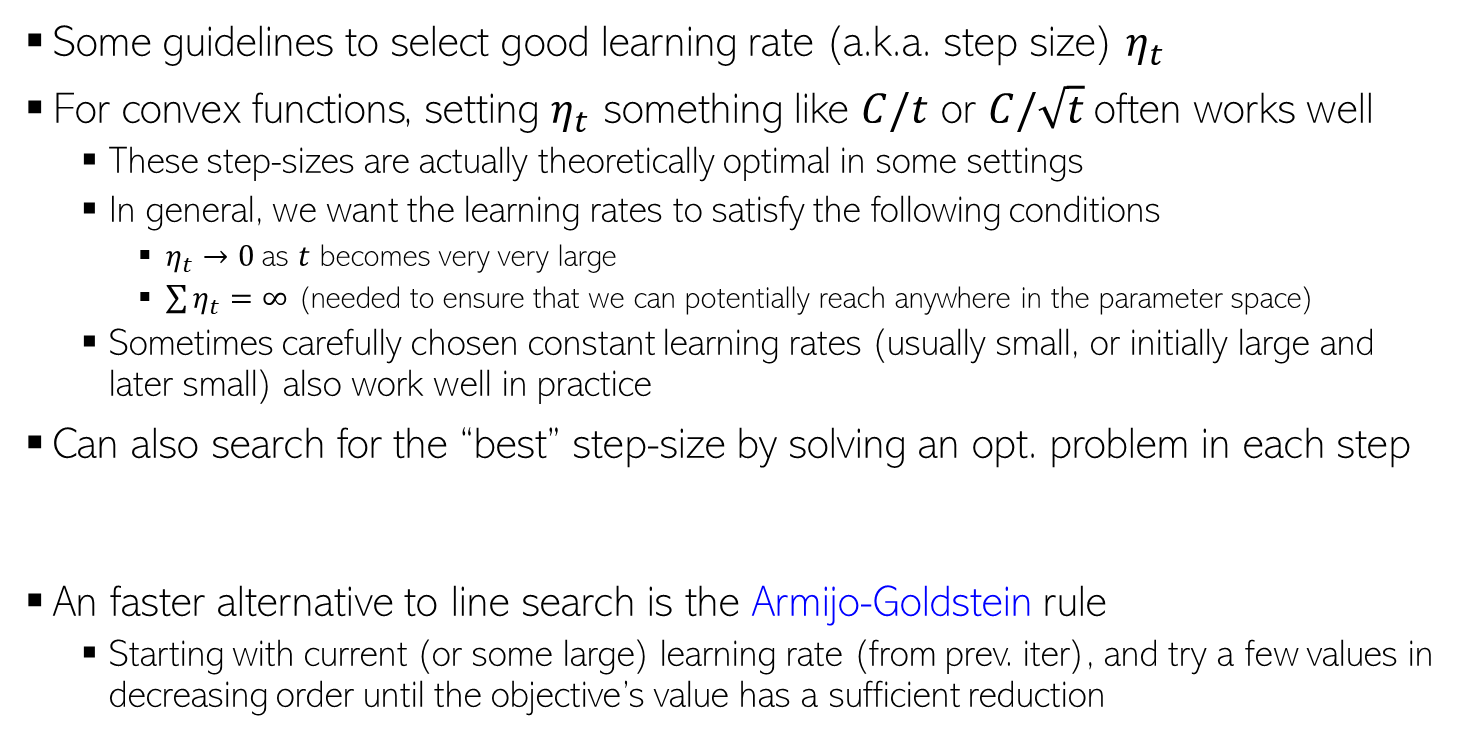 ▪ Some guidelines to select good learning rate (a.k.a. step size) η_t
▪ For convex functions, setting η_t something like C/t or C/√t often works well
▪ These step-sizes are actually theoretically optimal in some settings
▪ In general, we want the learning rates to satisfy the following conditions
▪ η_t → 0 as t becomes very very large
▪ ∑ η_t = ∞ (needed to ensure that we can potentially reach anywhere in the parameter space)
▪ Sometimes carefully chosen constant learning rates (usually small, or initially large and
later small) also work well in practice
▪ Can also search for the “best” step-size by solving an opt. problem in each step
▪ An faster alternative to line search is the Armijo-Goldstein rule
▪ Starting with current (or some large) learning rate (from prev. iter), and try a few values in
decreasing order until the objective’s value has a sufficient reduction